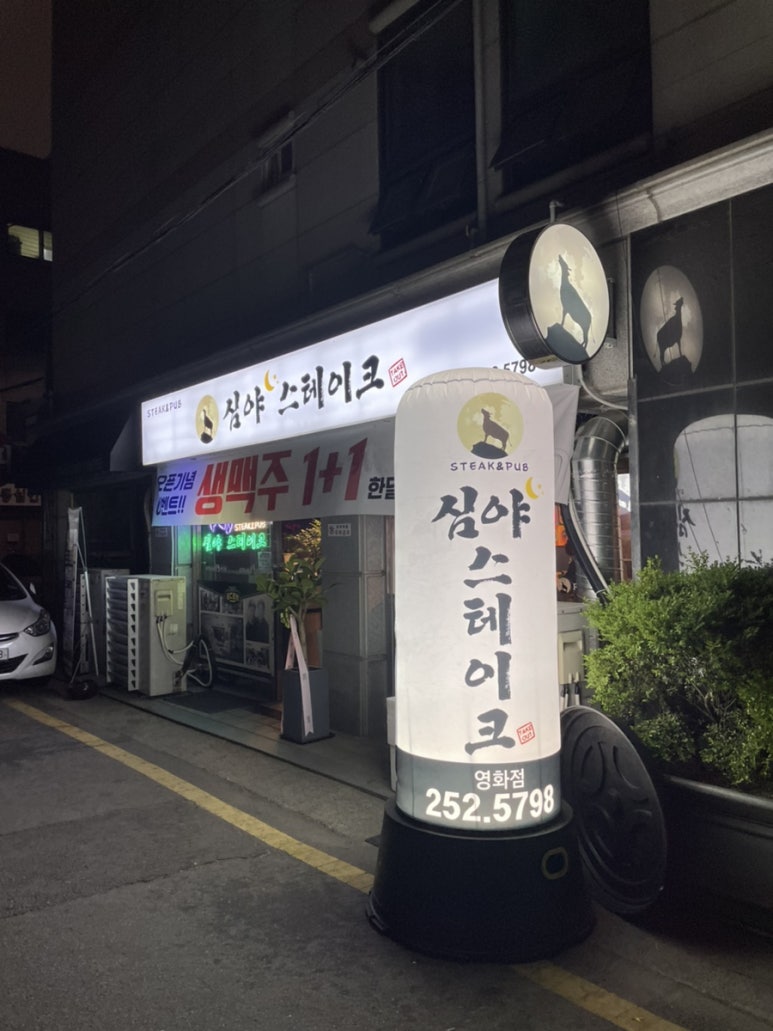 STEAK&PUB
심야 스테이크
TAKE OUT
5798
오픈기념
이벤트!!
생맥주 1+1
한달
STEAK&PUB
심야 스테이크
STEAK&PUB
심야
스
테
이
크
TAKE OUT
영화점
252.5798